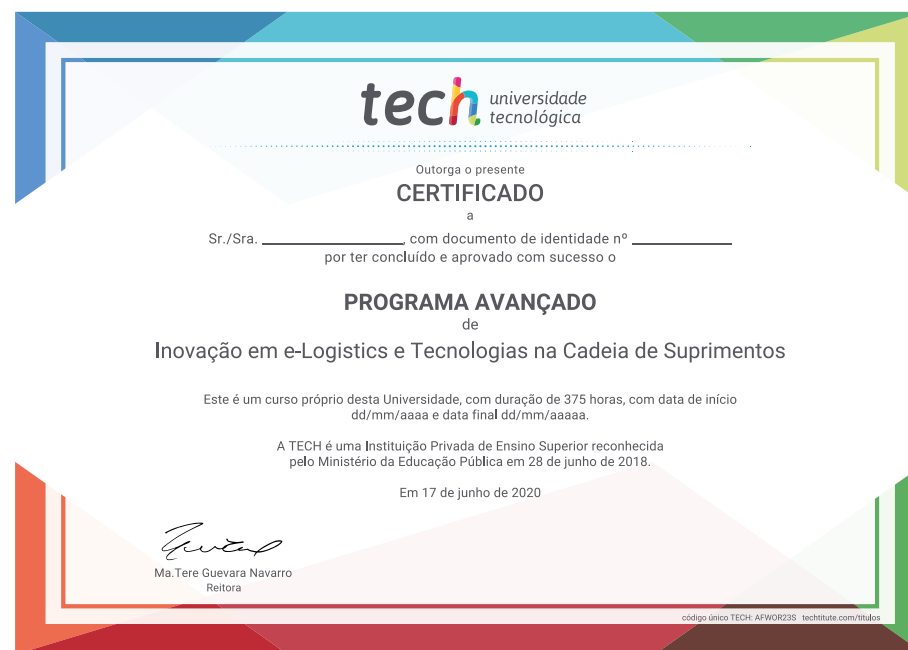 tech universidade
tecnológica
Outorga o presente
CERTIFICADO
a
Sr./Sra. ________________, com documento de identidade nº ____________
por ter concluído e aprovado com sucesso o
PROGRAMA AVANÇADO
de
Inovação em e-Logistics e Tecnologias na Cadeia de Suprimentos
Este é um curso próprio desta Universidade, com duração de 375 horas, com data de início
dd/mm/aaaa e data final dd/mm/aaaaa.
A TECH é uma Instituição Privada de Ensino Superior reconhecida
pelo Ministério da Educação Pública em 28 de junho de 2018.
Em 17 de junho de 2020
Ma.Tere Guevara Navarro
Reitora
código único TECH: AFWOR23S techtitute.com/titulos